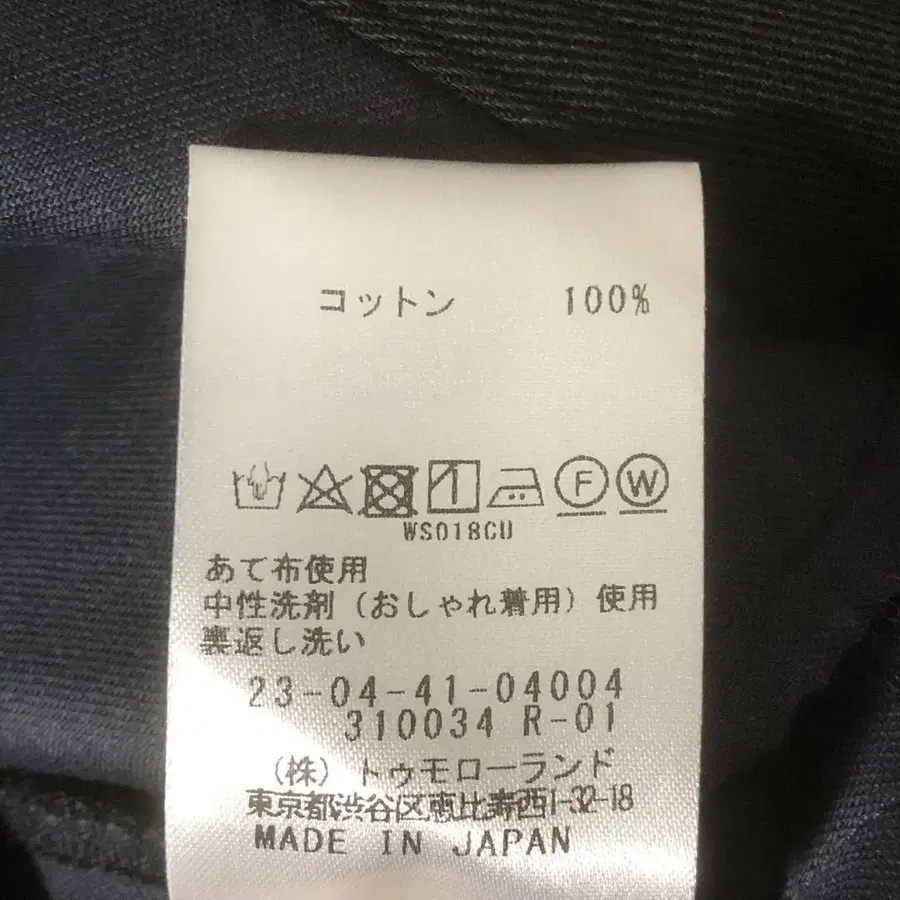 コットン 100%
F W
WS018CU
あて布使用
中性洗剤（おしゃれ着用）使用
裏返し洗い
23-04-41-04004
310034 R-01
（株）トゥモローランド
東京都渋谷区恵比寿西1-32-18
MADE IN JAPAN